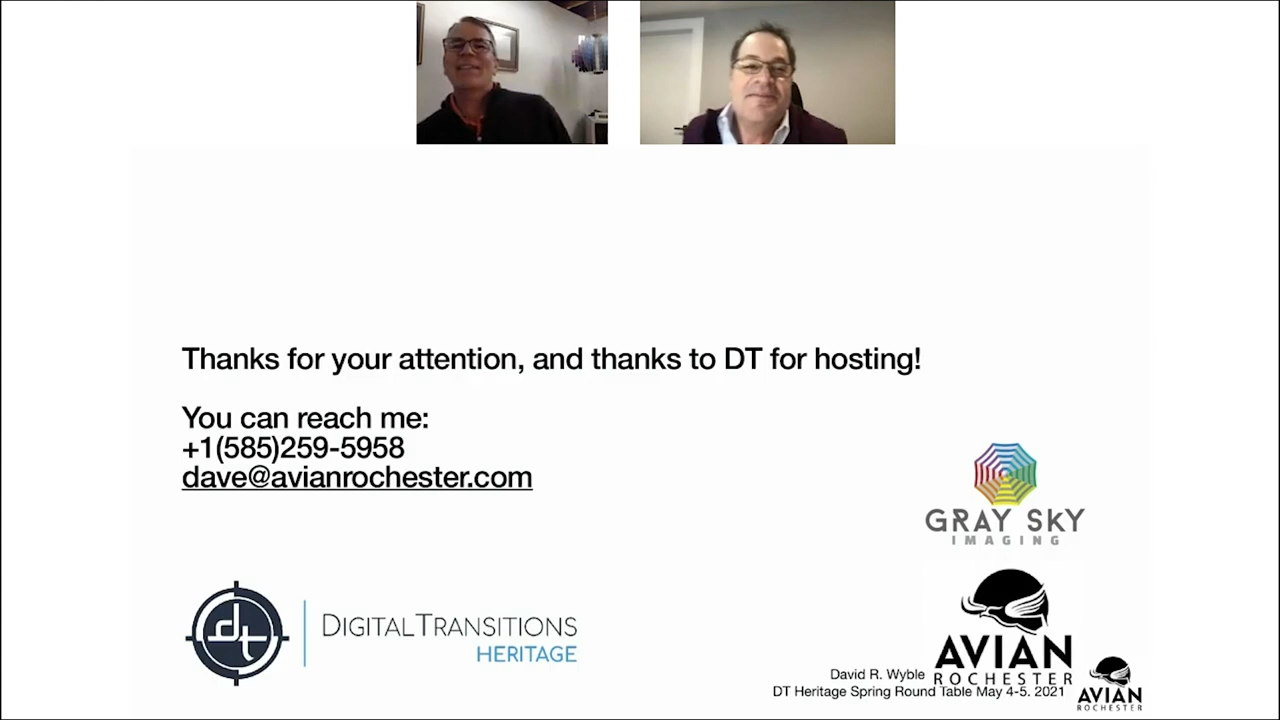 Thanks for your attention, and thanks to DT for hosting!
You can reach me:
+1(585)259-5958
dave@avianrochester.com
GRAY SKY
IMAGING
dt
DIGITALTRANSITIONS
HERITAGE
AVIAN
ROCHESTER
David R. Wyble
DT Heritage Spring Round Table May 4-5. 2021
AVIAN
ROCHESTER